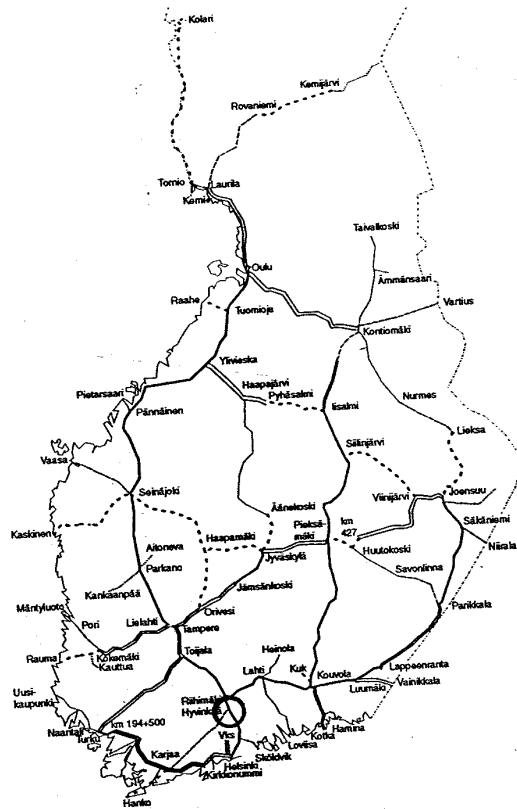 Kolari
Kemijärvi
Rovaniemi
Tornio
Laurila
Kemi
Taivalkoski
Oulu
Ämmänsaari
Raahe
Vartius
Tuomioja
Kontiomäki
Ylivieska
Haapajärvi
Pietarsaari
Pyhäsalmi
Iisalmi
Nurmes
Pännäinen
Lieksa
Siilinjärvi
Vaasa
Seinäjoki
Viinijärvi
Joensuu
Äänekoski
Pieksä-
mäki
km
427
Säkäniemi
Kaskinen
Haapamäki
Aitoneva
Huutokoski
Niirala
Parkano
Jyväskylä
Savonlinna
Kankaanpää
Jämsänkoski
Mäntyluoto
Parikkala
Pori
Orivesi
Lielahti
Tampere
Heinola
Rauma
Kokemäki
Kauttua
Toijala
Lahti
Kuk
Kouvola
Lappeenranta
Uusi-
kaupunki
Riihimäki
Hyvinkää
Luumäki
Vainikkala
Naantali
Turku
km 194+500
Vks
Loviisa
Kotka
Hamina
Karjaa
Sköldvik
Helsinki
Kirkkonummi
Hanko